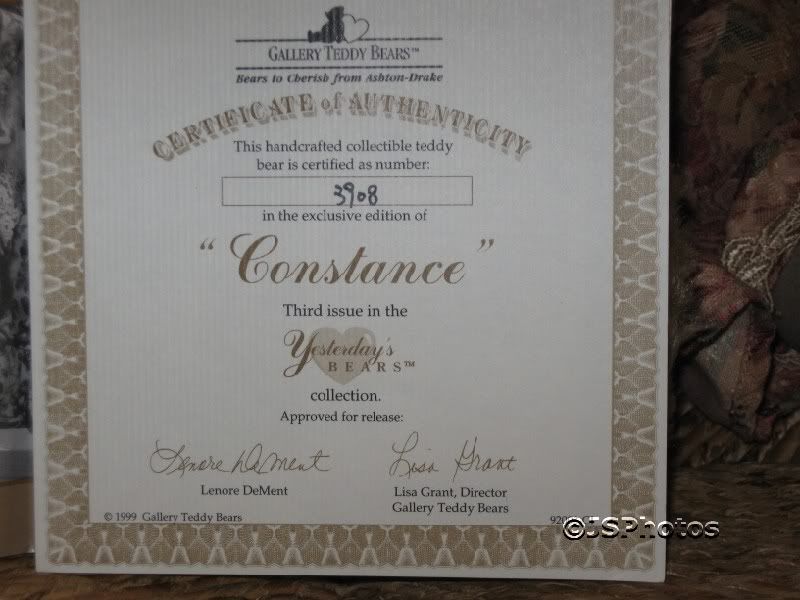 GALLERY TEDDY BEARS™
Bears to Cherish from Ashton-Drake
CERTIFICATE of AUTHENTICITY
This handcrafted collectible teddy
bear is certified as number:
3908
in the exclusive edition of
“Constance”
Third issue in the
Yesterday's
BEARS™
collection.
Approved for release:
Lenore DeMent
Lisa Grant
Lenore DeMent
Lisa Grant, Director
Gallery Teddy Bears
© 1999 Gallery Teddy Bears
©JSPhotos